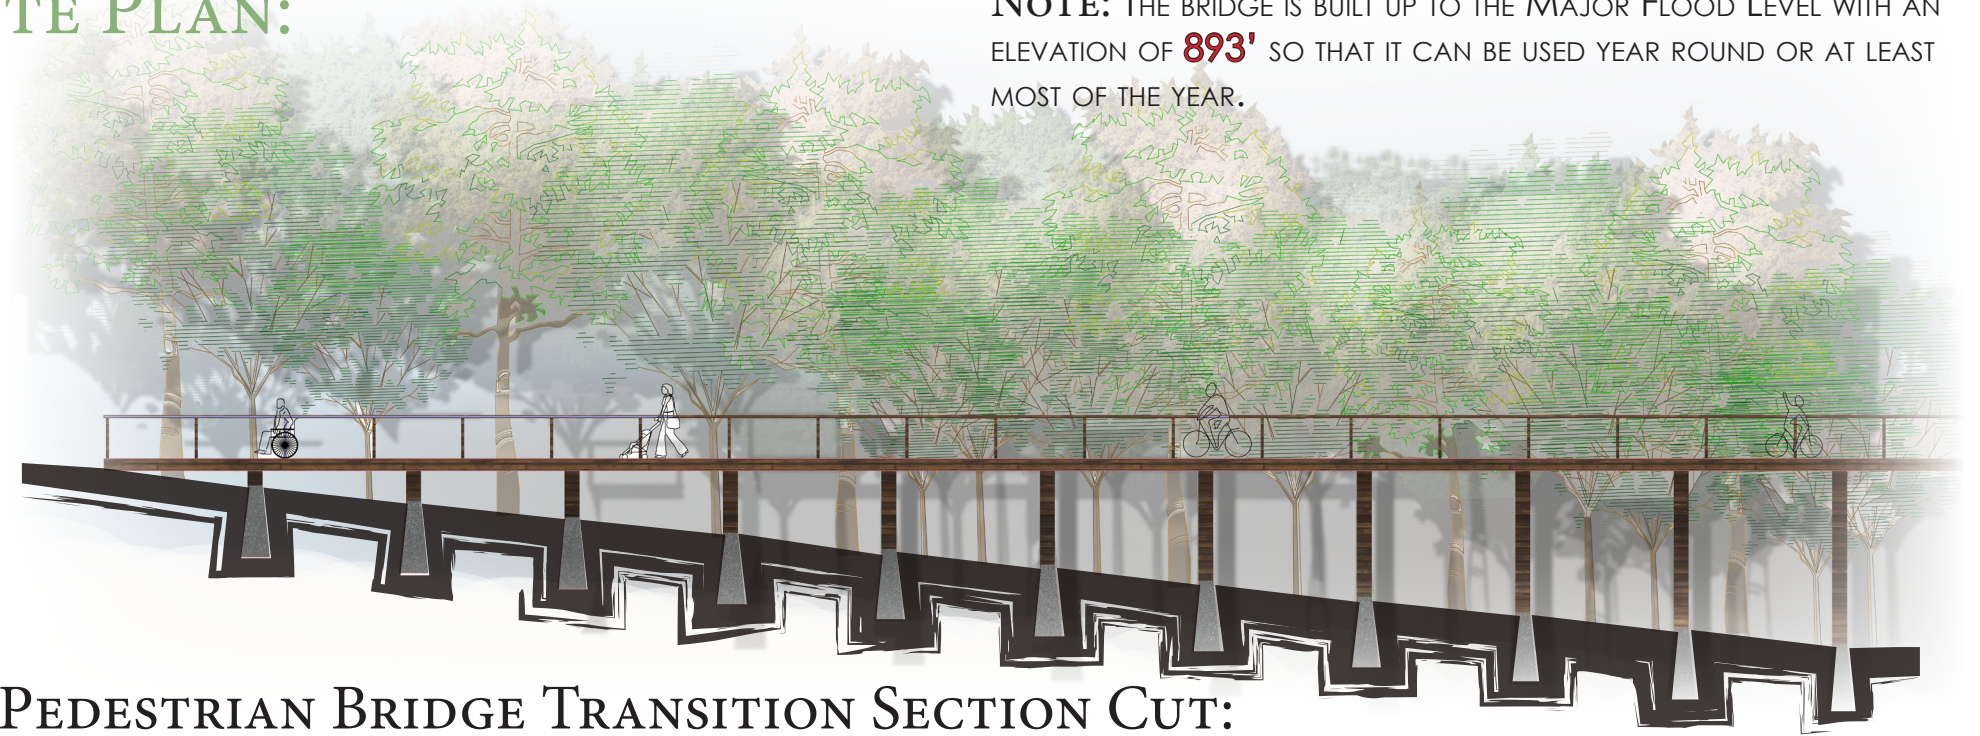 TE PLAN:
NOTE: THE BRIDGE IS BUILT UP TO THE MAJOR FLOOD LEVEL WITH AN
ELEVATION OF 893' SO THAT IT CAN BE USED YEAR ROUND OR AT LEAST
MOST OF THE YEAR.
PEDESTRIAN BRIDGE TRANSITION SECTION CUT: